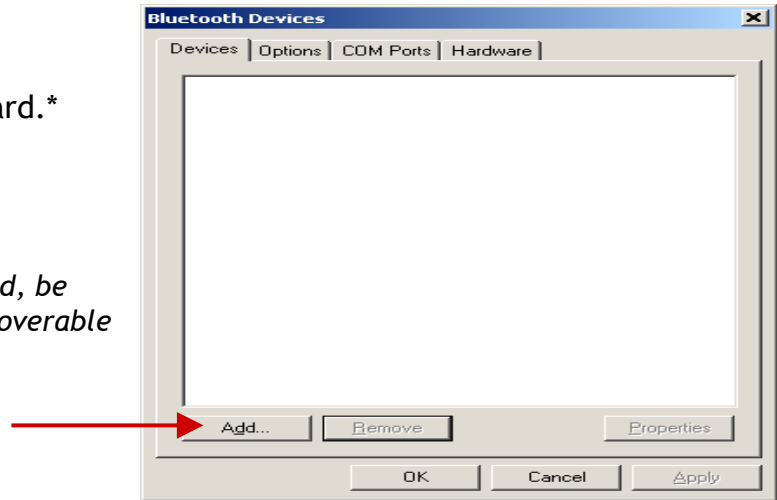 Bluetooth Devices
Devices Options COM Ports Hardware
ard.*
d, be
overable
Add... Remove Properties
OK Cancel Apply